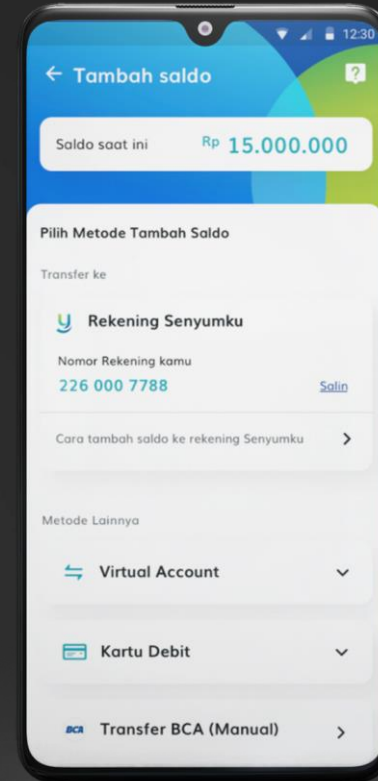 12:30
← Tambah saldo
?
Saldo saat ini Rp 15.000.000
Pilih Metode Tambah Saldo
Transfer ke
Rekening Senyumku
Nomor Rekening kamu
226 000 7788 Salin
Cara tambah saldo ke rekening Senyumku
Metode Lainnya
Virtual Account
Kartu Debit
BCA Transfer BCA (Manual)